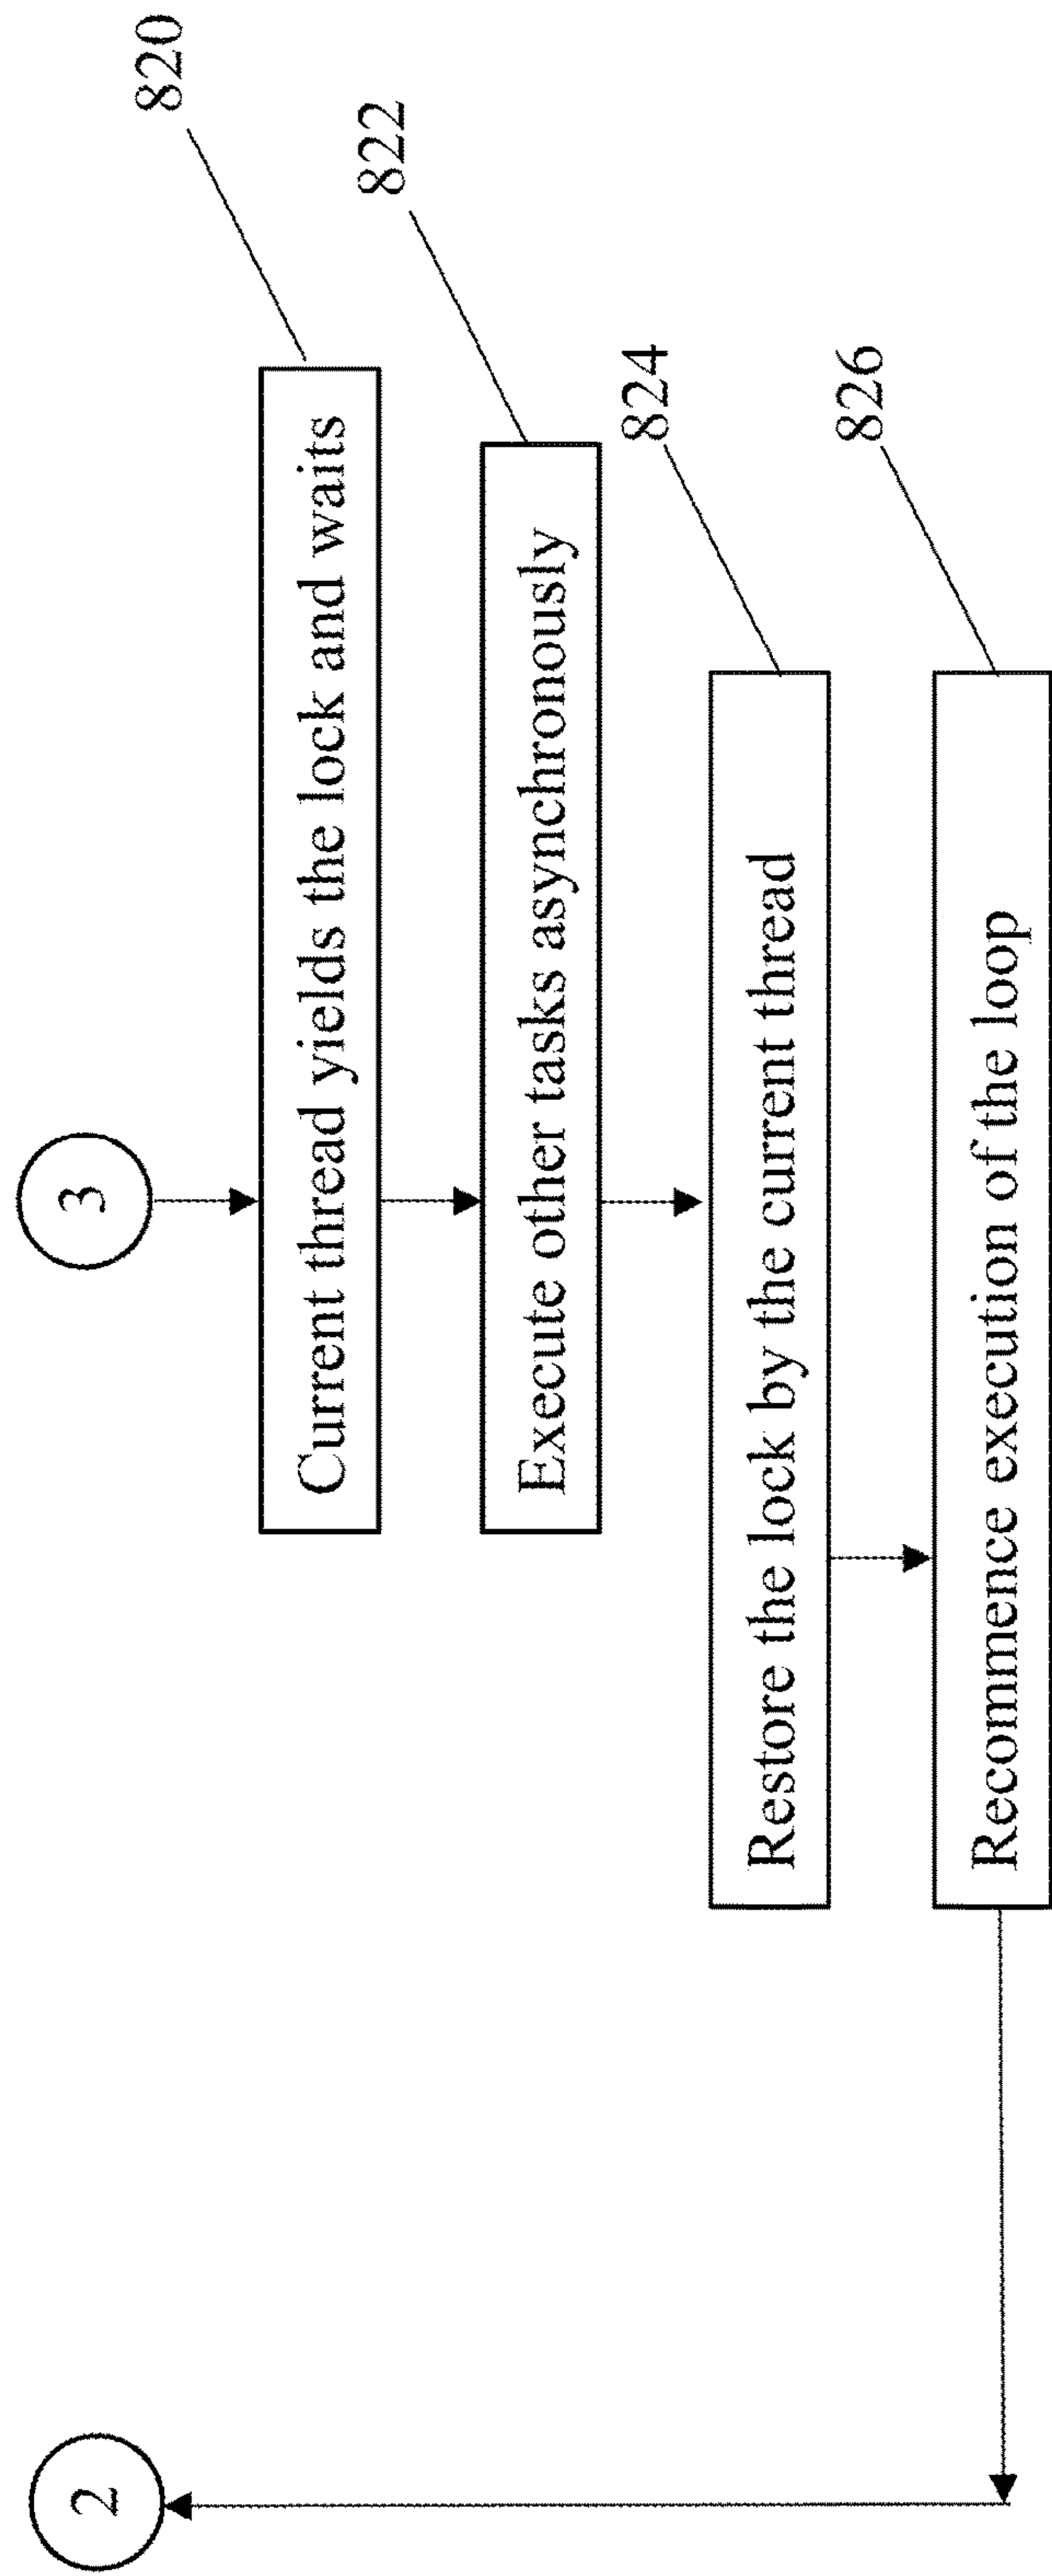 3
Current thread yields the lock and waits
820
Execute other tasks asynchronously
822
Restore the lock by the current thread
824
Recommence execution of the loop
826
2